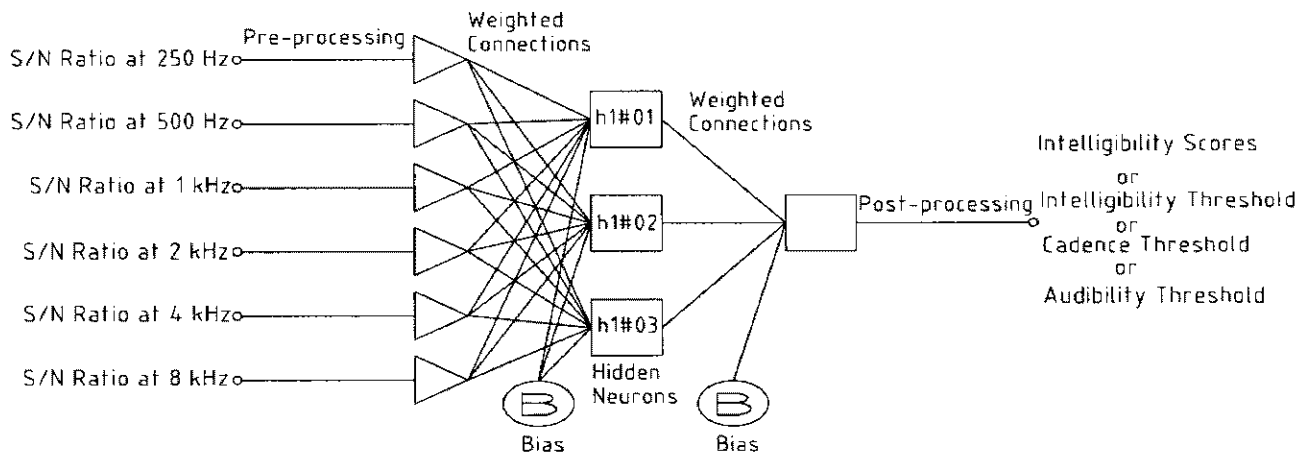 Pre-processing
Weighted
Connections
S/N Ratio at 250 Hz
S/N Ratio at 500 Hz
S/N Ratio at 1 kHz
S/N Ratio at 2 kHz
S/N Ratio at 4 kHz
S/N Ratio at 8 kHz
h1#01
h1#02
h1#03
Hidden
Neurons
B
Bias
Weighted
Connections
B
Bias
Post-processing
Intelligibility Scores
or
Intelligibility Threshold
or
Cadence Threshold
or
Audibility Threshold